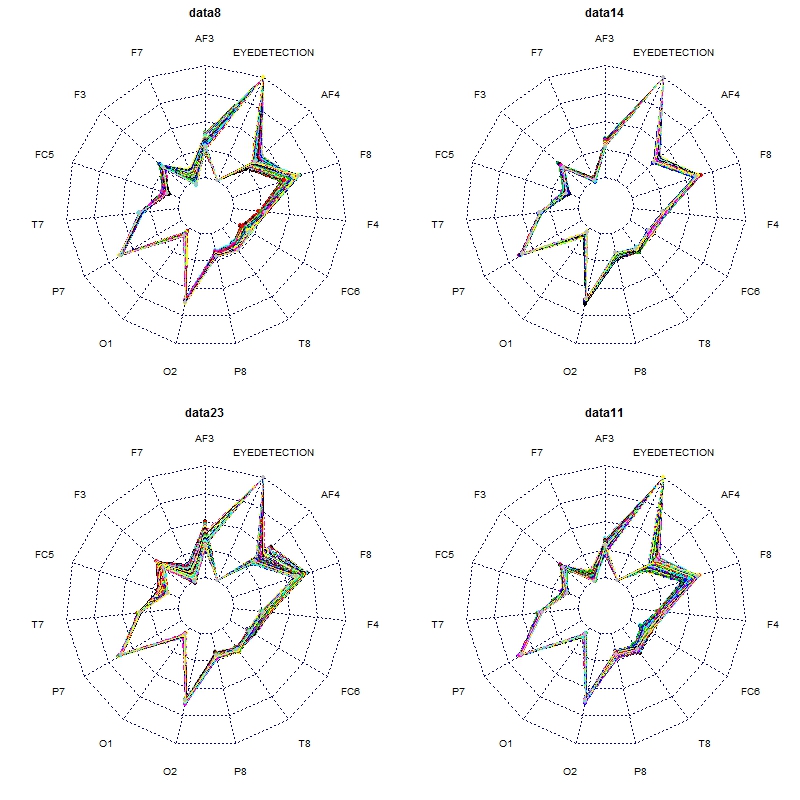 data8
AF3
EYEDETECTION
AF4
F8
F4
FC6
T8
P8
O2
O1
P7
T7
FC5
F3
F7
data14
AF3
EYEDETECTION
AF4
F8
F4
FC6
T8
P8
O2
O1
P7
T7
FC5
F3
F7
data23
AF3
EYEDETECTION
AF4
F8
F4
FC6
T8
P8
O2
O1
P7
T7
FC5
F3
F7
data11
AF3
EYEDETECTION
AF4
F8
F4
FC6
T8
P8
O2
O1
P7
T7
FC5
F3
F7